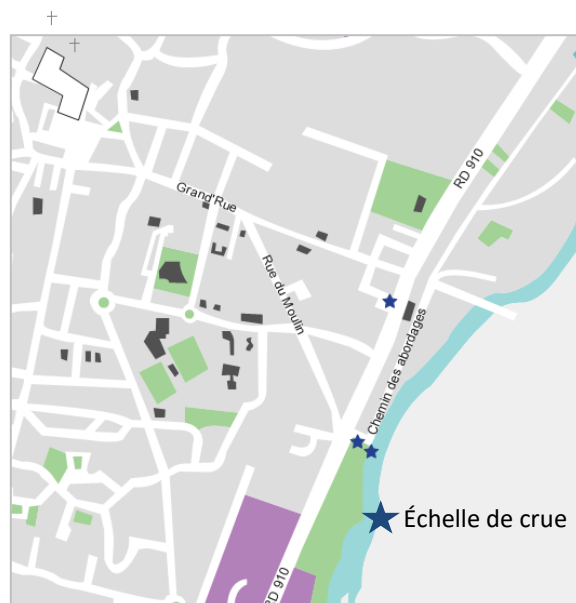 RD 910
Grand'Rue
Rue du Moulin
Chemin des abordages
Échelle de crue
RD 910